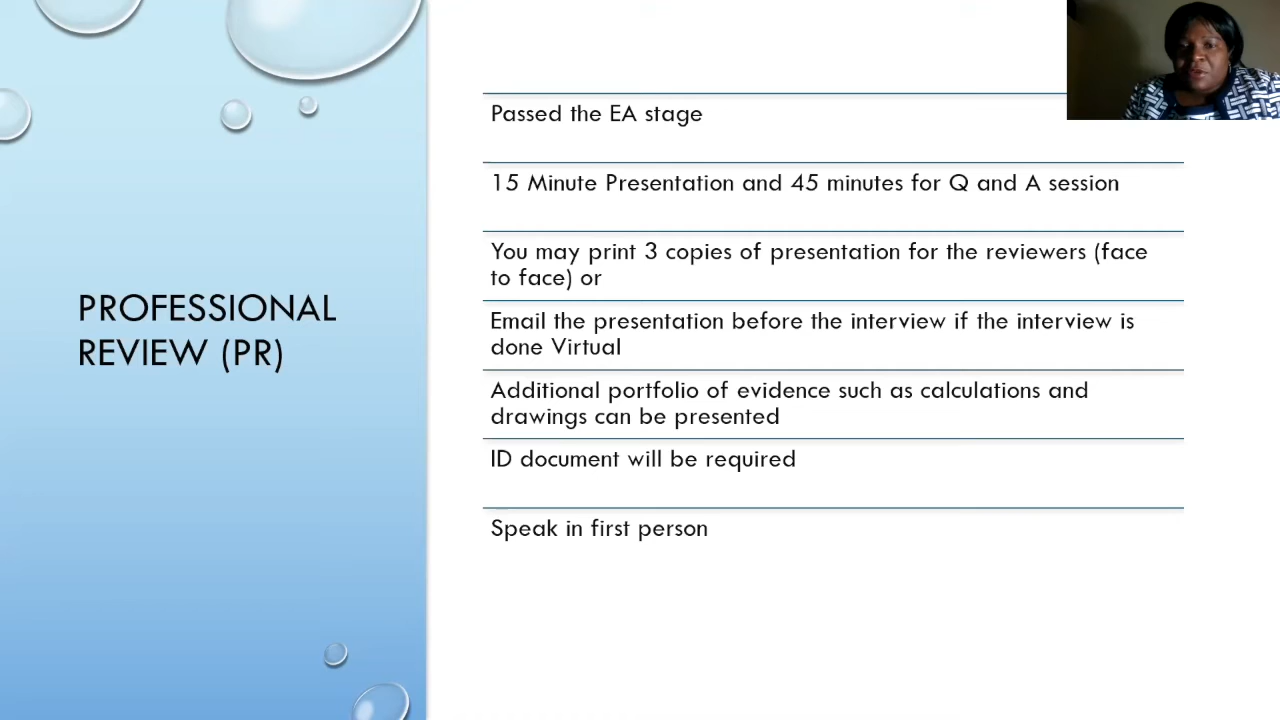 PROFESSIONAL
REVIEW (PR)
Passed the EA stage
15 Minute Presentation and 45 minutes for Q and A session
You may print 3 copies of presentation for the reviewers (face
to face) or
Email the presentation before the interview if the interview is
done Virtual
Additional portfolio of evidence such as calculations and
drawings can be presented
ID document will be required
Speak in first person